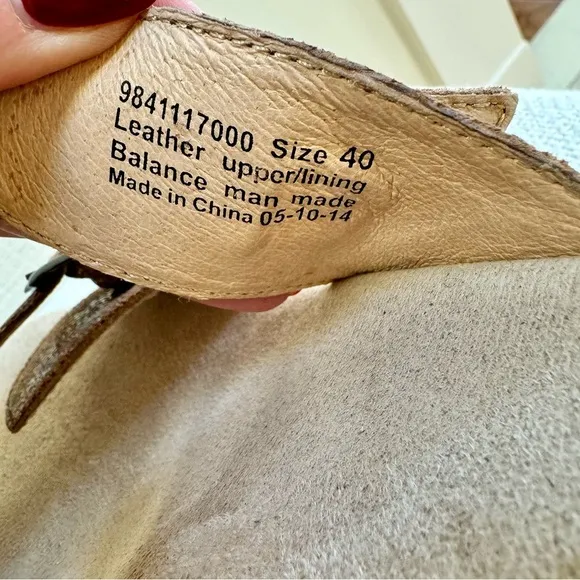 9841117000 Size 40
Leather upper/lining
Balance man made
Made in China 05-10-14